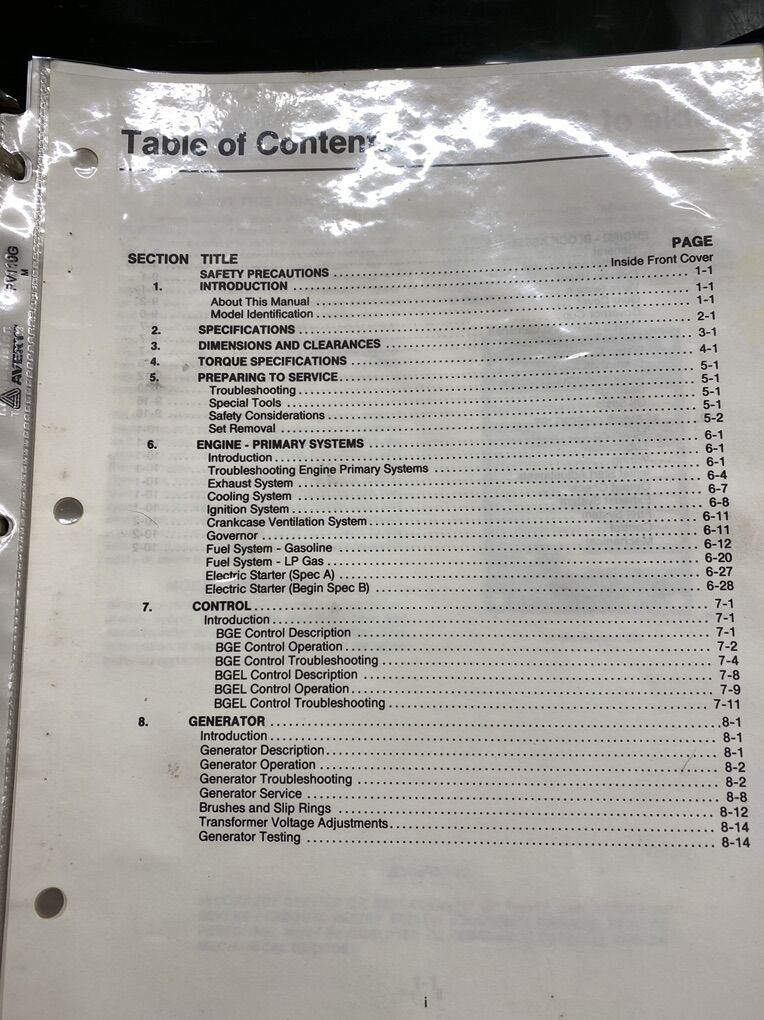 Table of Contents
SECTION TITLE PAGE
SAFETY PRECAUTIONS Inside Front Cover
1. INTRODUCTION 1-1
About This Manual 1-1
Model Identification 1-1
2. SPECIFICATIONS 2-1
3. DIMENSIONS AND CLEARANCES 3-1
4. TORQUE SPECIFICATIONS 4-1
5. PREPARING TO SERVICE 5-1
Troubleshooting 5-1
Special Tools 5-1
Safety Considerations 5-1
Set Removal 5-2
6. ENGINE - PRIMARY SYSTEMS 6-1
Introduction 6-1
Troubleshooting Engine Primary Systems 6-1
Exhaust System 6-4
Cooling System 6-7
Ignition System 6-8
Crankcase Ventilation System 6-11
Governor 6-11
Fuel System - Gasoline 6-12
Fuel System - LP Gas 6-20
Electric Starter (Spec A) 6-27
Electric Starter (Begin Spec B) 6-28
7. CONTROL 7-1
Introduction 7-1
BGE Control Description 7-1
BGE Control Operation 7-2
BGE Control Troubleshooting 7-4
BGEL Control Description 7-8
BGEL Control Operation 7-9
BGEL Control Troubleshooting 7-11
8. GENERATOR 8-1
Introduction 8-1
Generator Description 8-1
Generator Operation 8-2
Generator Troubleshooting 8-2
Generator Service 8-8
Brushes and Slip Rings 8-12
Transformer Voltage Adjustments 8-14
Generator Testing 8-14
i
AVERY